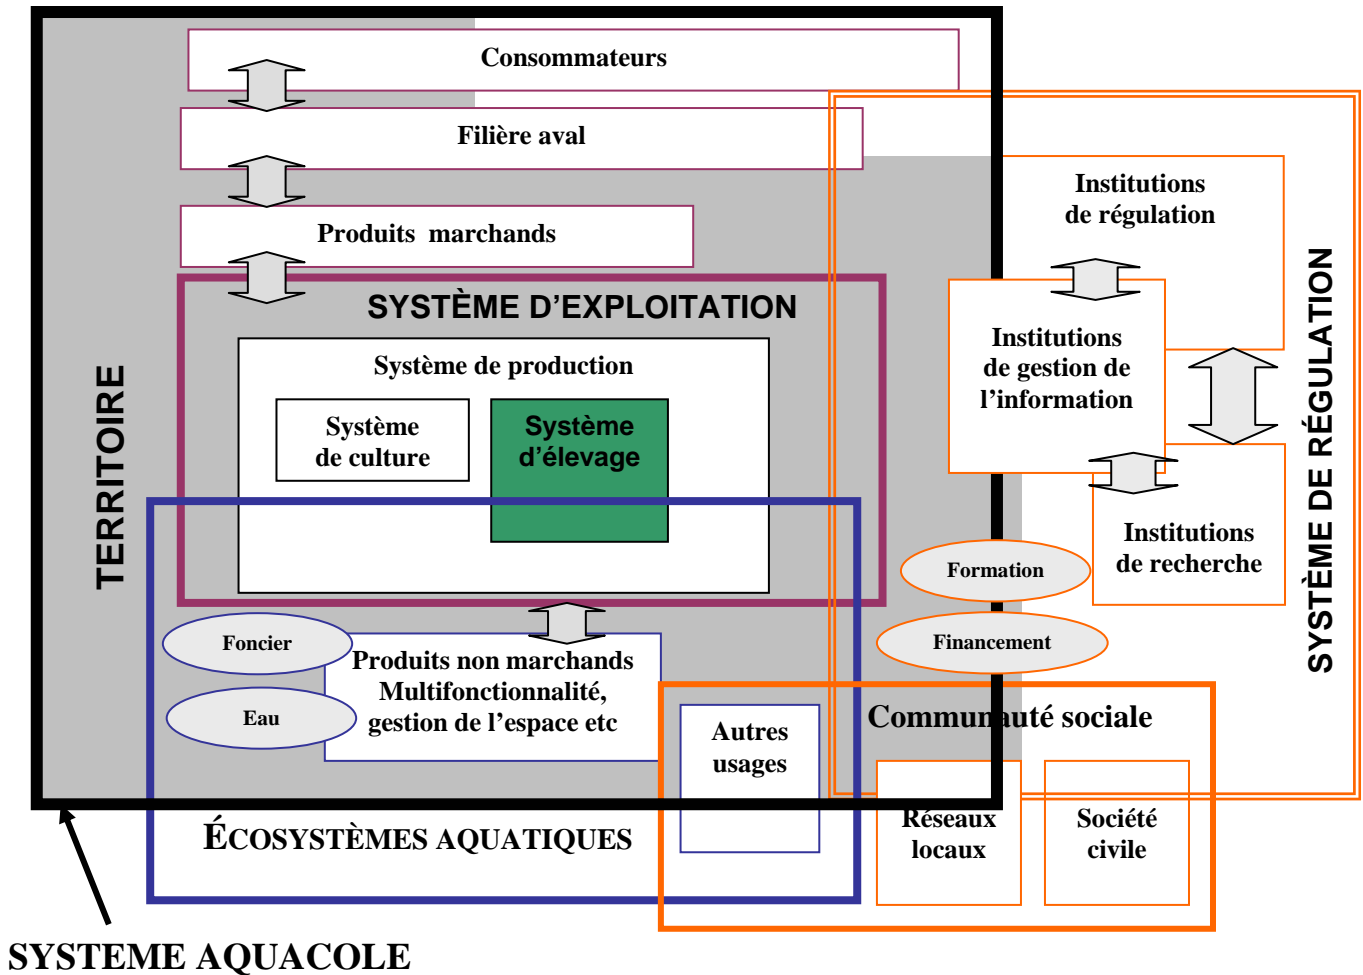 Consommateurs
Filière aval
Produits marchands
SYSTÈME D'EXPLOITATION
Système de production
Système
de culture
Système
d'élevage
TERRITOIRE
Institutions
de régulation
Institutions
de gestion de
l'information
Institutions
de recherche
SYSTÈME DE RÉGULATION
Formation
Financement
Foncier
Eau
Produits non marchands
Multifonctionnalité,
gestion de l'espace etc
Autres
usages
Communauté sociale
Réseaux
locaux
Société
civile
ÉCOSYSTÈMES AQUATIQUES
SYSTEME AQUACOLE